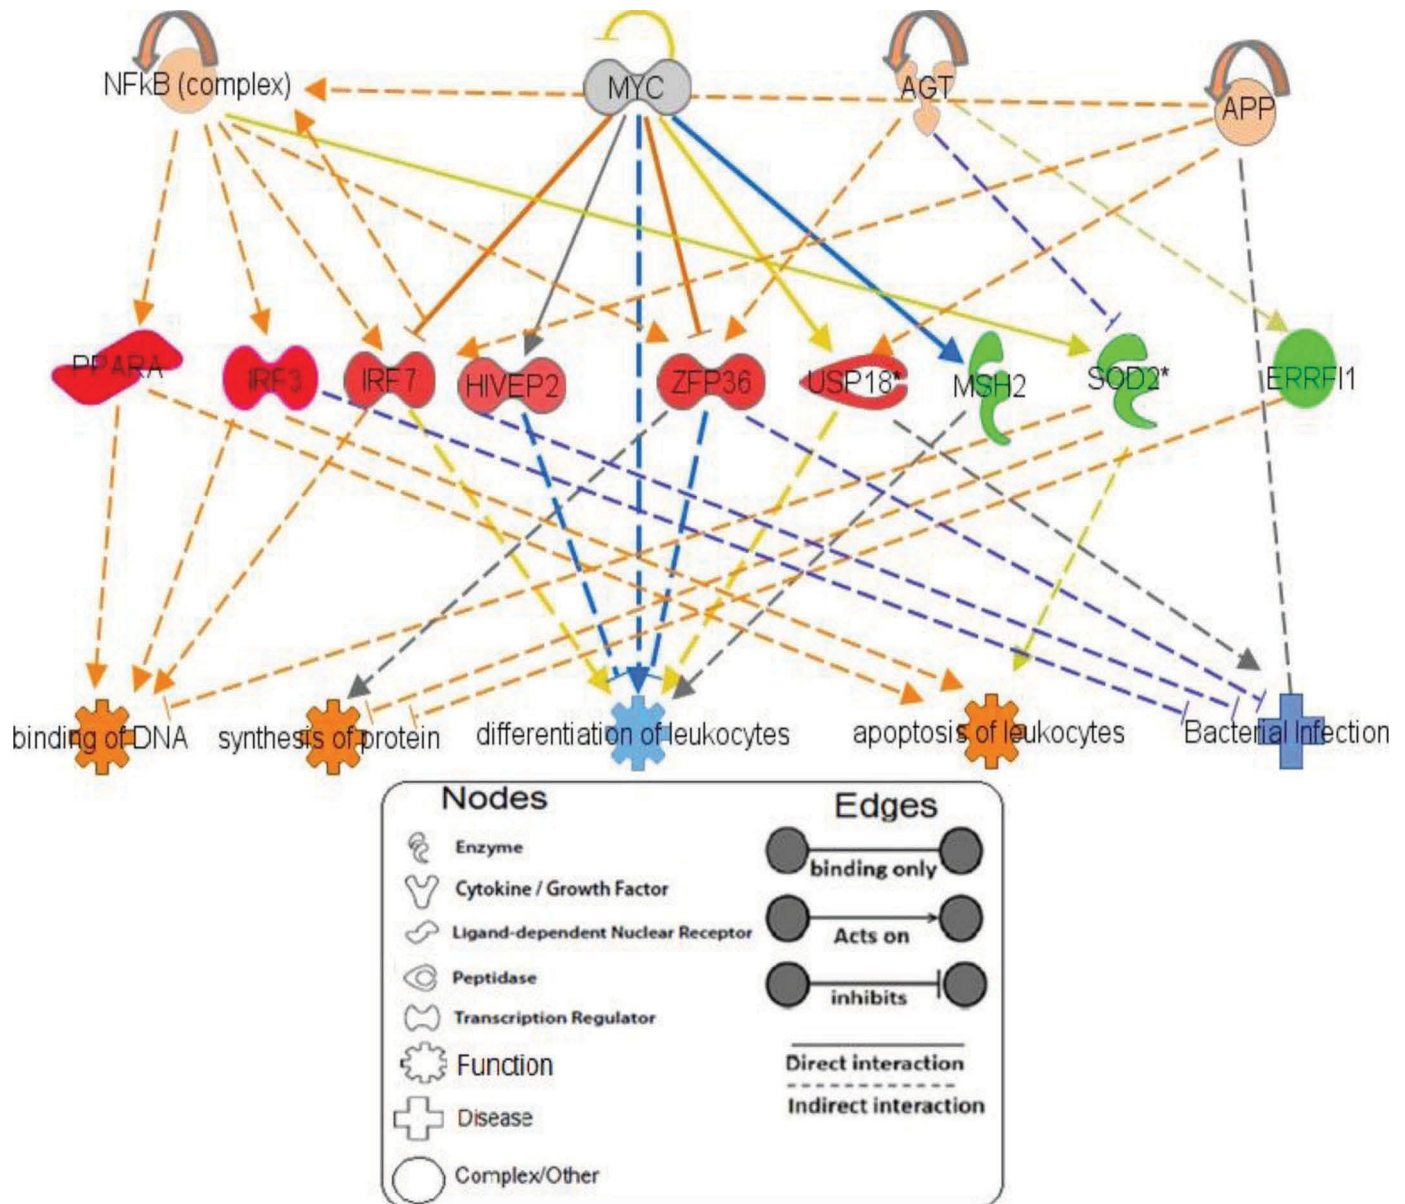 NFkB (complex)
MYC
AGT
APP
PPARA
IRF3
IRF7
HIVEP2
ZFP36
USP18*
MSH2
SOD2*
ERRFI1
binding of DNA
synthesis of protein
differentiation of leukocytes
apoptosis of leukocytes
Bacterial Infection
Nodes
Enzyme
Cytokine / Growth Factor
Ligand-dependent Nuclear Receptor
Peptidase
Transcription Regulator
Function
Disease
Complex/Other
Edges
binding only
Acts on
inhibits
Direct interaction
Indirect interaction